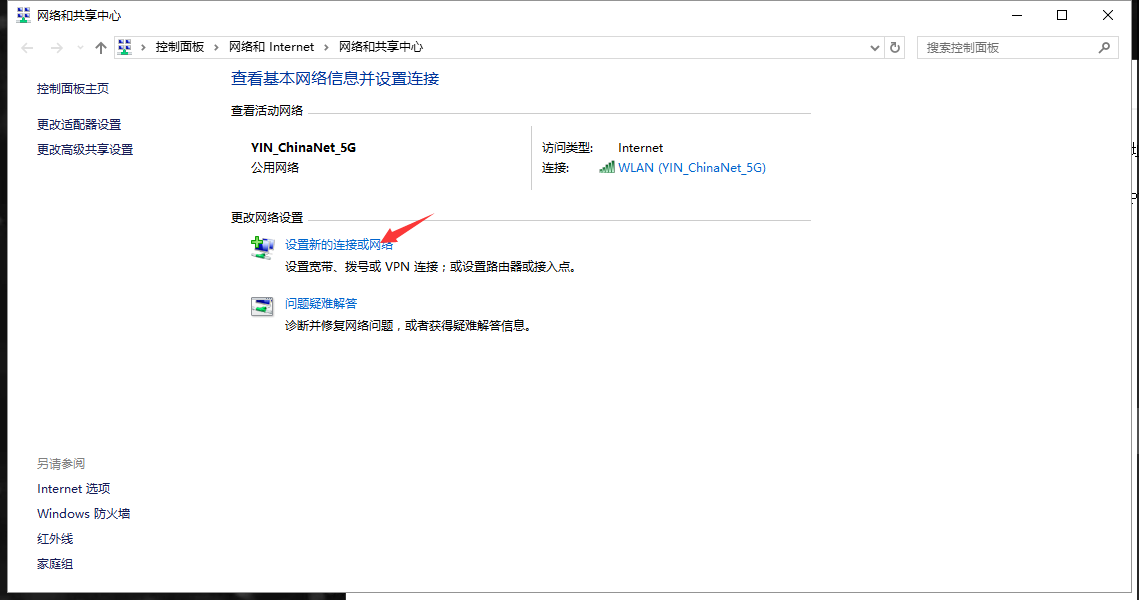 网络和共享中心
控制面板 网络和 Internet 网络和共享中心
搜索控制面板
控制面板主页
更改适配器设置
更改高级共享设置
查看基本网络信息并设置连接
查看活动网络
YIN_ChinaNet_5G
公用网络
访问类型: Internet
连接: WLAN (YIN_ChinaNet_5G)
更改网络设置
设置新的连接或网络
设置宽带、拨号或 VPN 连接；或设置路由器或接入点。
问题疑难解答
诊断并修复网络问题，或者获得疑难解答信息。
另请参阅
Internet 选项
Windows 防火墙
红外线
家庭组